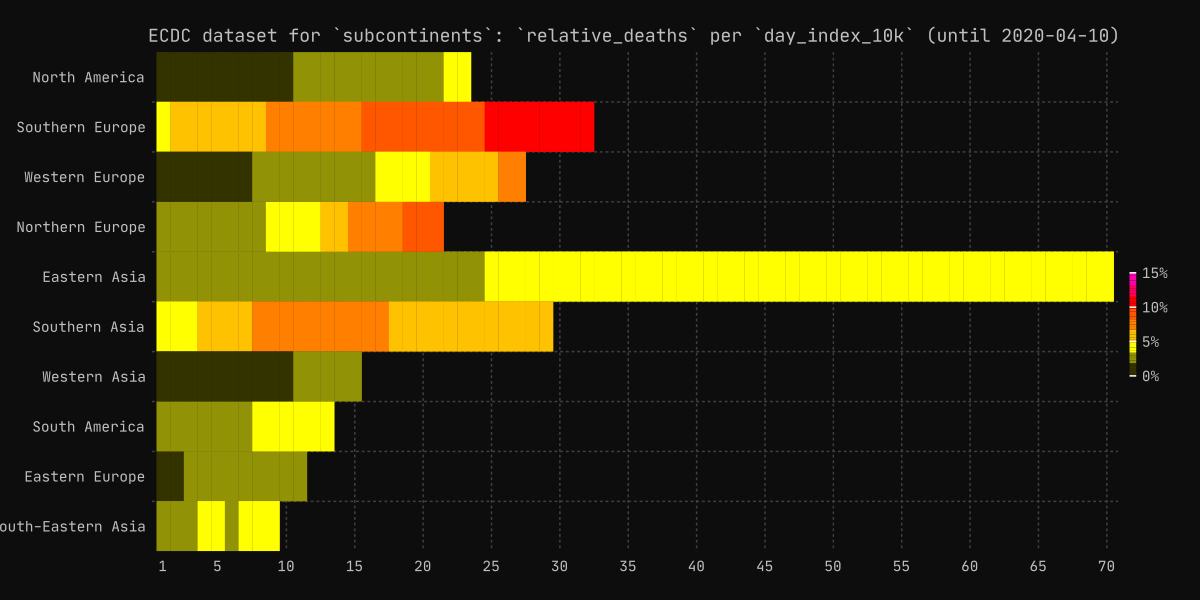 ECDC dataset for `subcontinents`: `relative_deaths` per `day_index_10k` (until 2020-04-10)
North America
Southern Europe
Western Europe
Northern Europe
Eastern Asia
Southern Asia
Western Asia
South America
Eastern Europe
outh-Eastern Asia
1 5 10 15 20 25 30 35 40 45 50 55 60 65 70
15%
10%
5%
0%